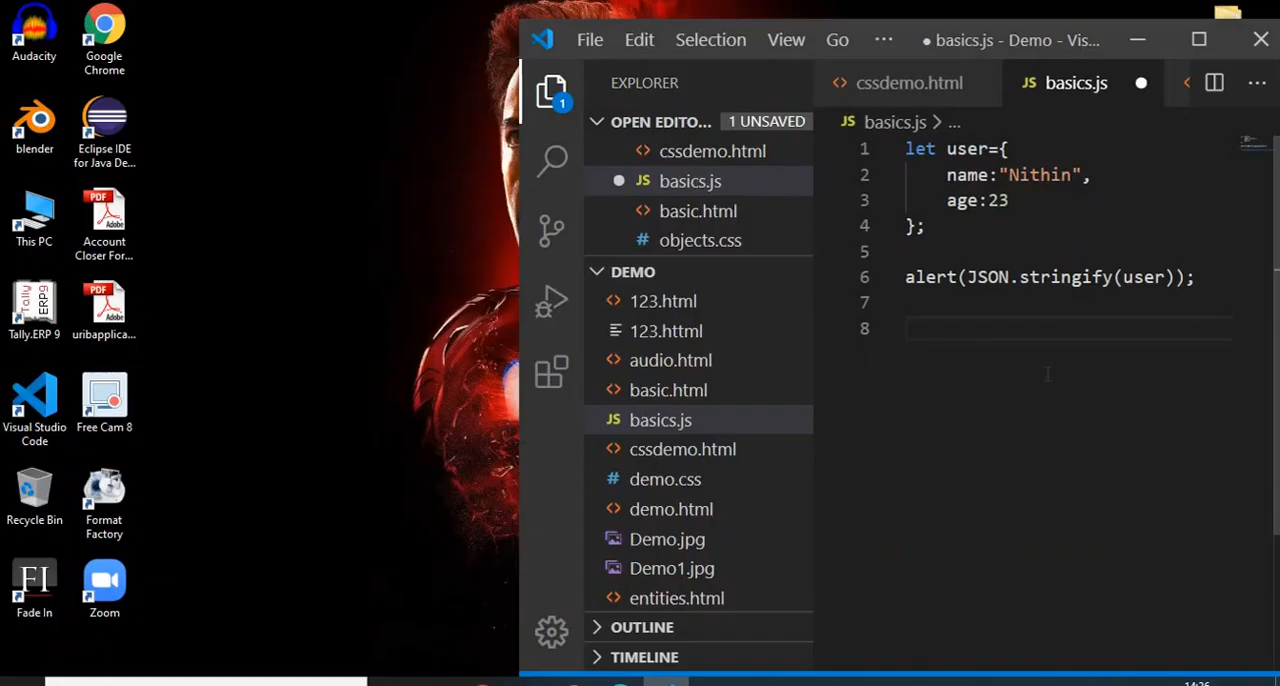 Audacity
Google
Chrome
blender
Eclipse IDE
for Java De...
This PC
Account
Closer For...
Tally.ERP 9
uribapplica...
Visual Studio
Code
Free Cam 8
Recycle Bin
Format
Factory
Fade In
Zoom
File Edit Selection View Go ··· ● basics.js - Demo - Vis...
EXPLORER
OPEN EDITO... 1 UNSAVED
<> cssdemo.html
● JS basics.js
<> basic.html
# objects.css
DEMO
<> 123.html
123.httml
<> audio.html
<> basic.html
JS basics.js
<> cssdemo.html
# demo.css
<> demo.html
Demo.jpg
Demo1.jpg
<> entities.html
OUTLINE
TIMELINE
<> cssdemo.html JS basics.js ● ···
JS basics.js > ...
1 let user={
2 name:"Nithin",
3 age:23
4 };
5
6 alert(JSON.stringify(user));
7
8